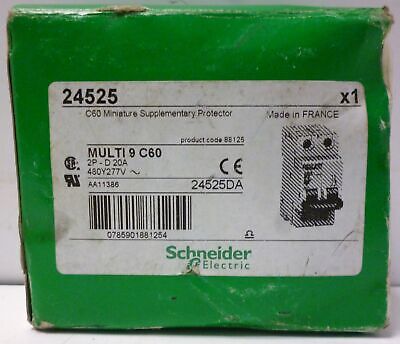 24525 x1
C60 Miniature Supplementary Protector Made in FRANCE
product code 88125
MULTI 9 C60
2P - D 20A
480Y277V ~
AA11386 24525DA
CE
0785901881254
Schneider
Electric